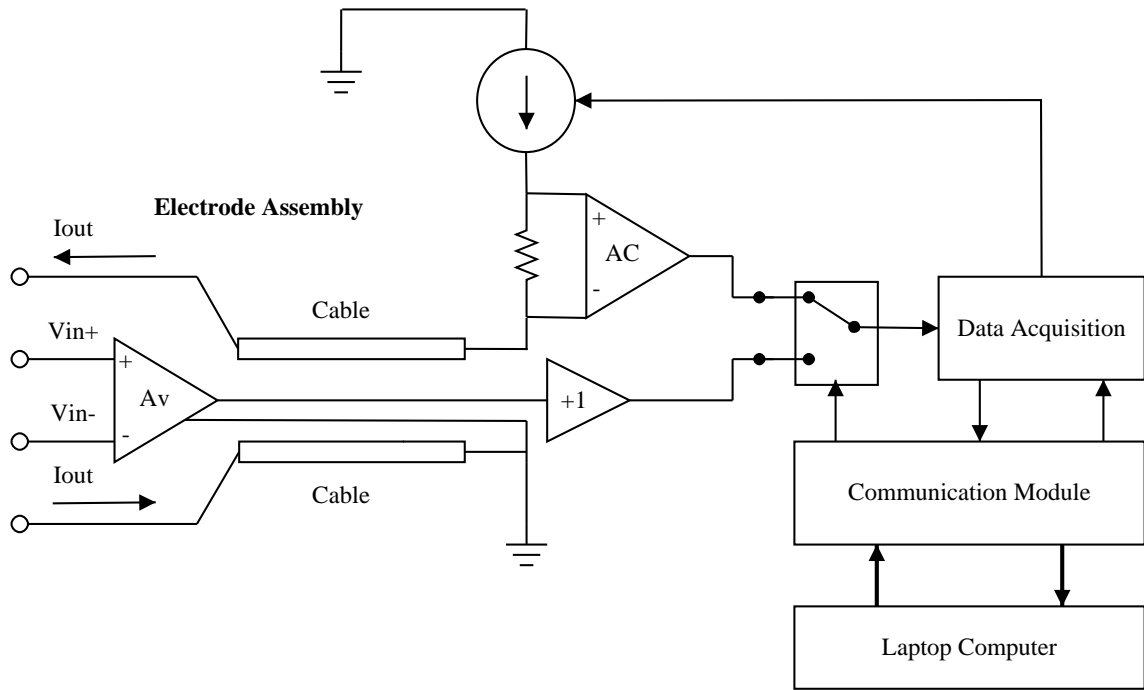 Electrode Assembly
Iout
+
AC
-
Cable
Vin+
+
Av
Vin-
-
+1
Iout
Cable
Data Acquisition
Communication Module
Laptop Computer